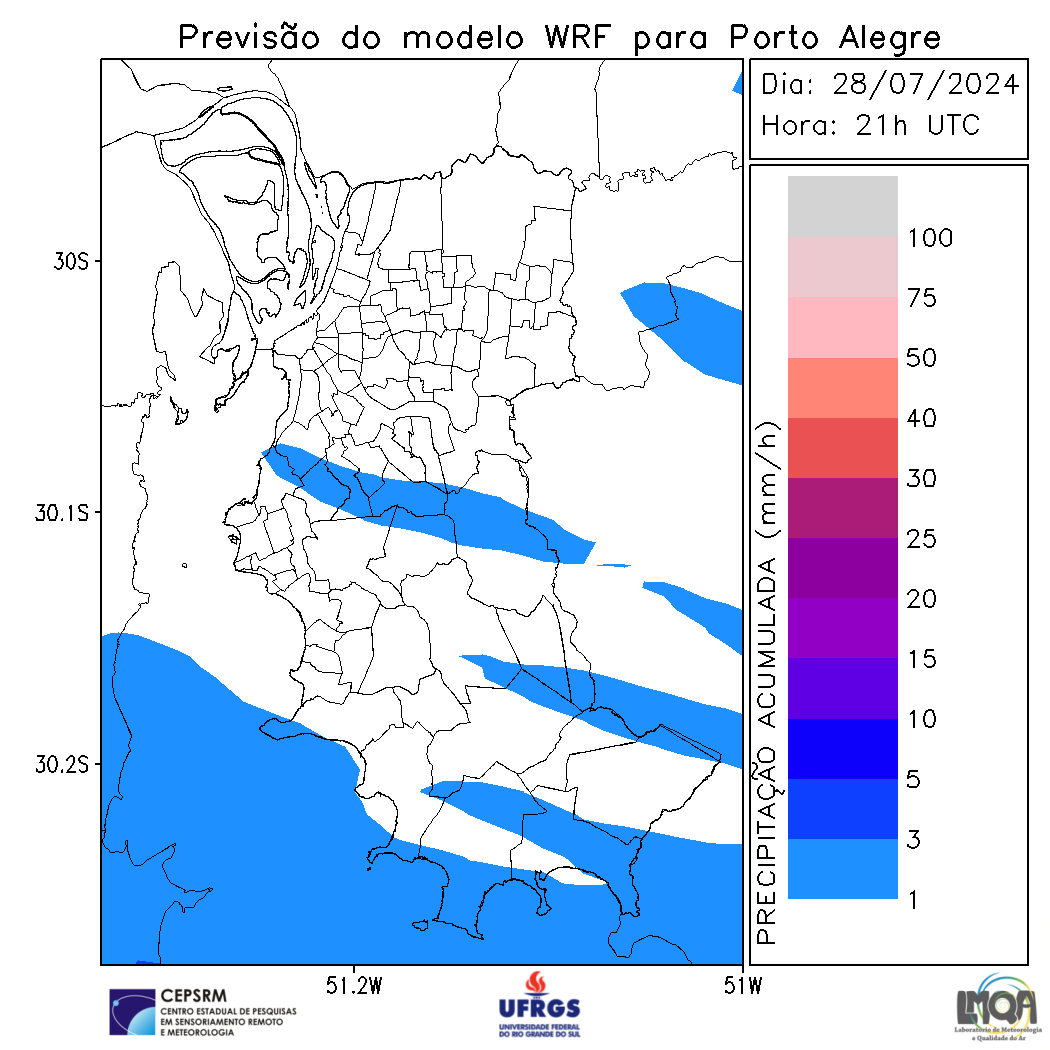 Previsão do modelo WRF para Porto Alegre
Dia: 28/07/2024
Hora: 21h UTC
30S
30.1S
30.2S
51.2W
51W
PRECIPITAÇÃO ACUMULADA (mm/h)
100
75
50
40
30
25
20
15
10
5
3
1
CEPSRM
CENTRO ESTADUAL DE PESQUISAS
EM SENSORIAMENTO REMOTO
E METEOROLOGIA
UFRGS
UNIVERSIDADE FEDERAL
DO RIO GRANDE DO SUL
LMQA
Laboratório de Meteorologia
e Qualidade do Ar